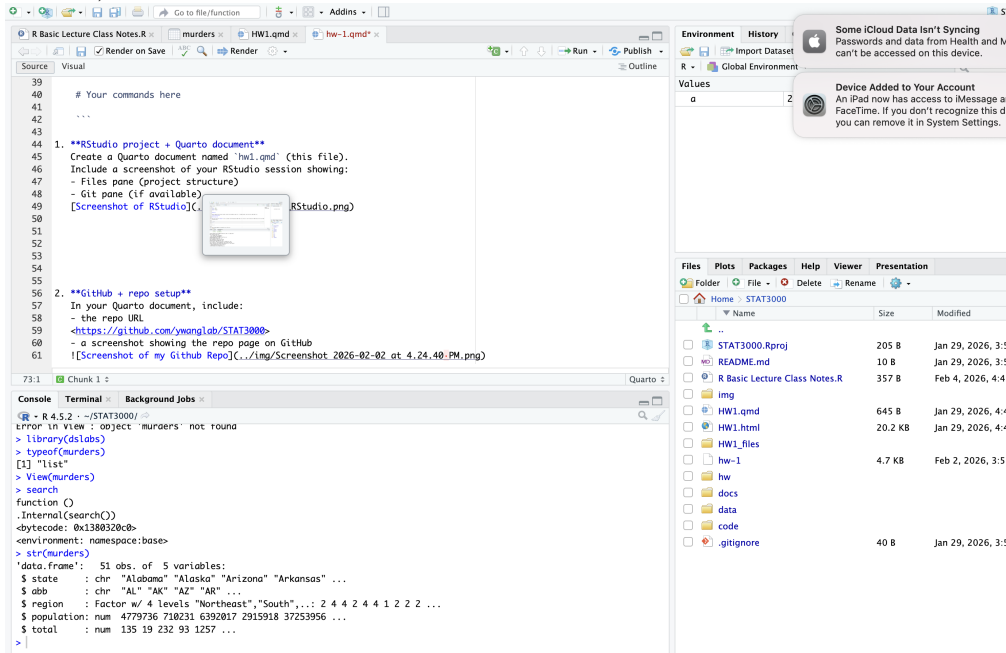 Go to file/function
Addins
R Basic Lecture Class Notes.R
murders
HW1.qmd
hw-1.qmd*
Render on Save
ABC
Render
Run
Publish
Source
Visual
Outline
39
40 # Your commands here
41
42 ```
43
44 1. **RStudio project + Quarto document**
45 Create a Quarto document named `hw1.qmd` (this file).
46 Include a screenshot of your RStudio session showing:
47 - Files pane (project structure)
48 - Git pane (if available)
49 [Screenshot of RStudio](. RStudio.png)
50
51
52
53
54
55
56 2. **GitHub + repo setup**
57 In your Quarto document, include:
58 - the repo URL
59 <https://github.com/ywanglab/STAT3000>
60 - a screenshot showing the repo page on GitHub
61 ![Screenshot of my Github Repo](../img/Screenshot 2026-02-02 at 4.24.40 PM.png)
73:1
Chunk 1
Quarto
Console
Terminal
Background Jobs
R 4.5.2 · ~/STAT3000/
Error in View : object 'murders' not found
> library(dslabs)
> typeof(murders)
[1] "list"
> View(murders)
> search
function ()
.Internal(search())
<bytecode: 0x1380320c0>
<environment: namespace:base>
> str(murders)
'data.frame': 51 obs. of 5 variables:
$ state : chr "Alabama" "Alaska" "Arizona" "Arkansas" ...
$ abb : chr "AL" "AK" "AZ" "AR" ...
$ region : Factor w/ 4 levels "Northeast","South",..: 2 4 4 2 4 4 1 2 2 2 ...
$ population: num 4779736 710231 6392017 2915918 37253956 ...
$ total : num 135 19 232 93 1257 ...
>
Environment
History
Import Dataset
R
Global Environment
Values
a 2
Some iCloud Data Isn't Syncing
Passwords and data from Health and M
can't be accessed on this device.
Device Added to Your Account
An iPad now has access to iMessage an
FaceTime. If you don't recognize this d
you can remove it in System Settings.
Files
Plots
Packages
Help
Viewer
Presentation
Folder
File
Delete
Rename
Home
STAT3000
Name Size Modified
..
STAT3000.Rproj 205 B Jan 29, 2026, 3:5
README.md 10 B Jan 29, 2026, 3:5
R Basic Lecture Class Notes.R 357 B Feb 4, 2026, 4:4
img
HW1.qmd 645 B Jan 29, 2026, 4:4
HW1.html 20.2 KB Jan 29, 2026, 4:4
HW1_files
hw-1 4.7 KB Feb 2, 2026, 3:5
hw
docs
data
code
.gitignore 40 B Jan 29, 2026, 3:5